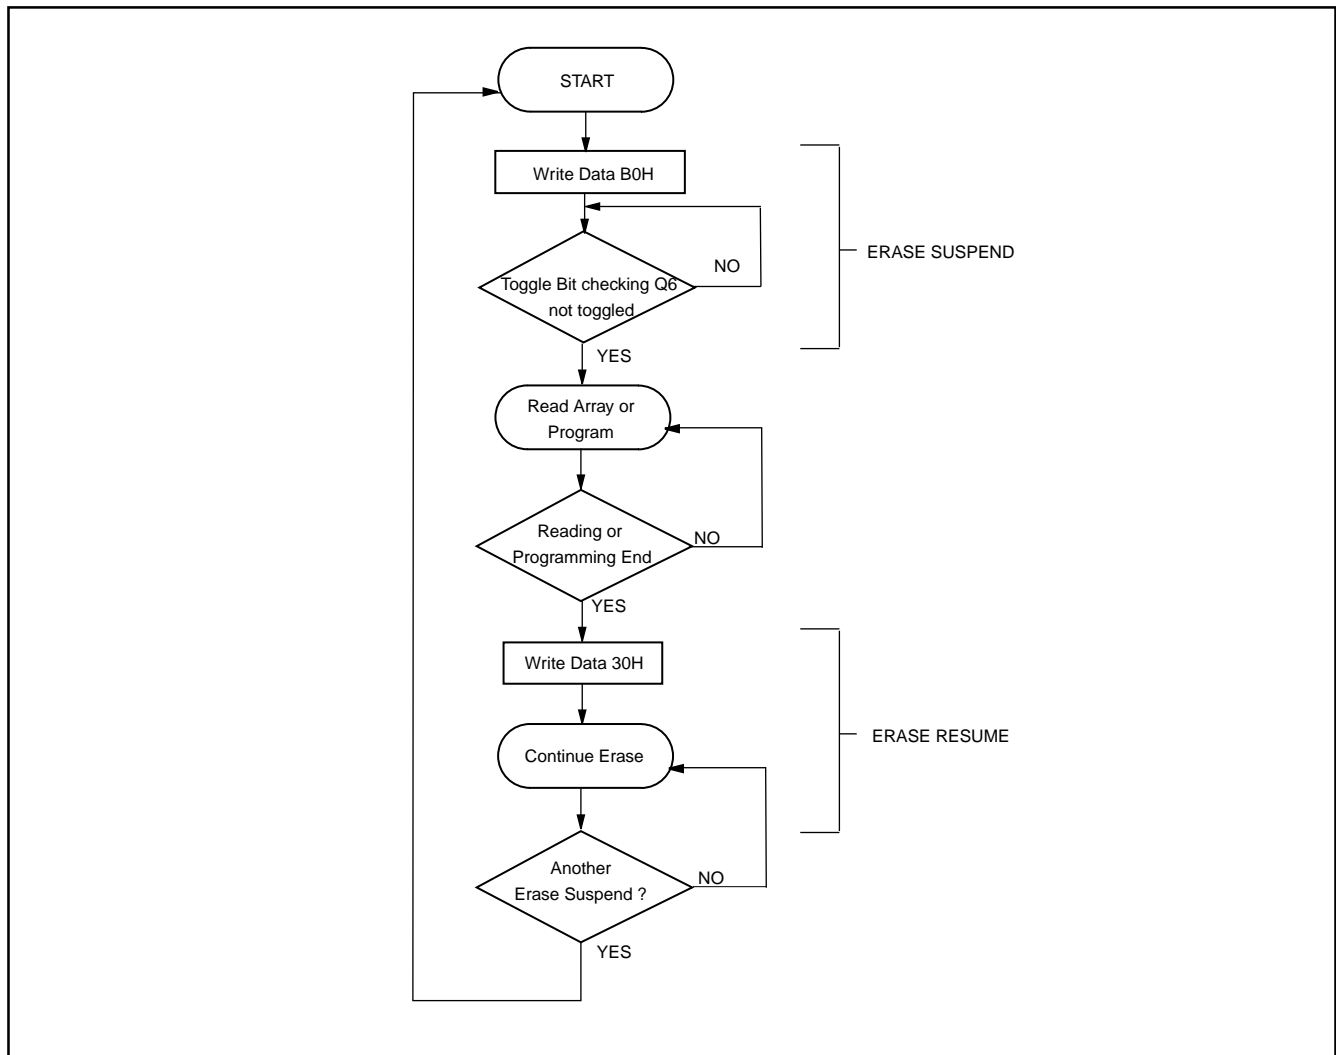 START
Write Data B0H
ERASE SUSPEND
NO
Toggle Bit checking Q6
not toggled
YES
Read Array or
Program
Reading or
NO
Programming End
YES
Write Data 30H
ERASE RESUME
Continue Erase
Another
NO
Erase Suspend ?
YES